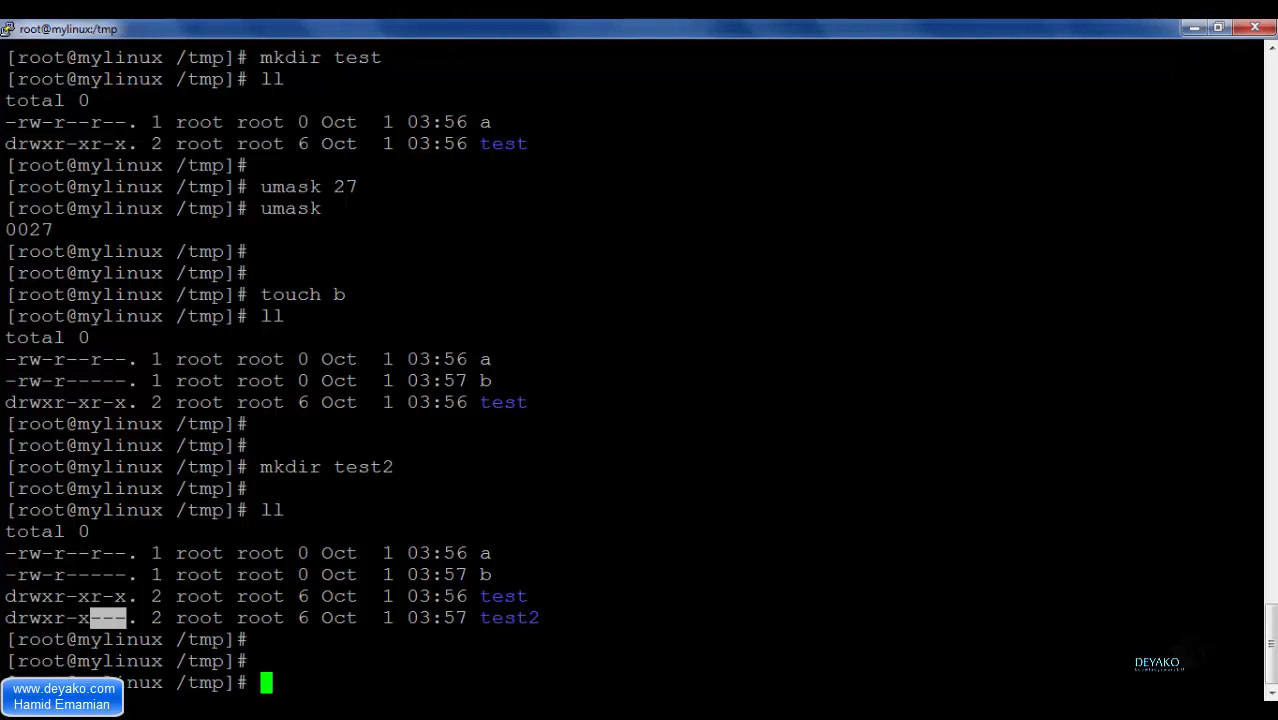 root@mylinux:/tmp
[root@mylinux /tmp]# mkdir test
[root@mylinux /tmp]# ll
total 0
-rw-r--r--. 1 root root 0 Oct  1 03:56 a
drwxr-xr-x. 2 root root 6 Oct  1 03:56 test
[root@mylinux /tmp]#
[root@mylinux /tmp]# umask 27
[root@mylinux /tmp]# umask
0027
[root@mylinux /tmp]#
[root@mylinux /tmp]#
[root@mylinux /tmp]# touch b
[root@mylinux /tmp]# ll
total 0
-rw-r--r--. 1 root root 0 Oct  1 03:56 a
-rw-r-----. 1 root root 0 Oct  1 03:57 b
drwxr-xr-x. 2 root root 6 Oct  1 03:56 test
[root@mylinux /tmp]#
[root@mylinux /tmp]#
[root@mylinux /tmp]# mkdir test2
[root@mylinux /tmp]#
[root@mylinux /tmp]# ll
total 0
-rw-r--r--. 1 root root 0 Oct  1 03:56 a
-rw-r-----. 1 root root 0 Oct  1 03:57 b
drwxr-xr-x. 2 root root 6 Oct  1 03:56 test
drwxr-x---. 2 root root 6 Oct  1 03:57 test2
[root@mylinux /tmp]#
[root@mylinux /tmp]#
linux /tmp]#
DEYAKO
www.deyako.com
Hamid Emamian